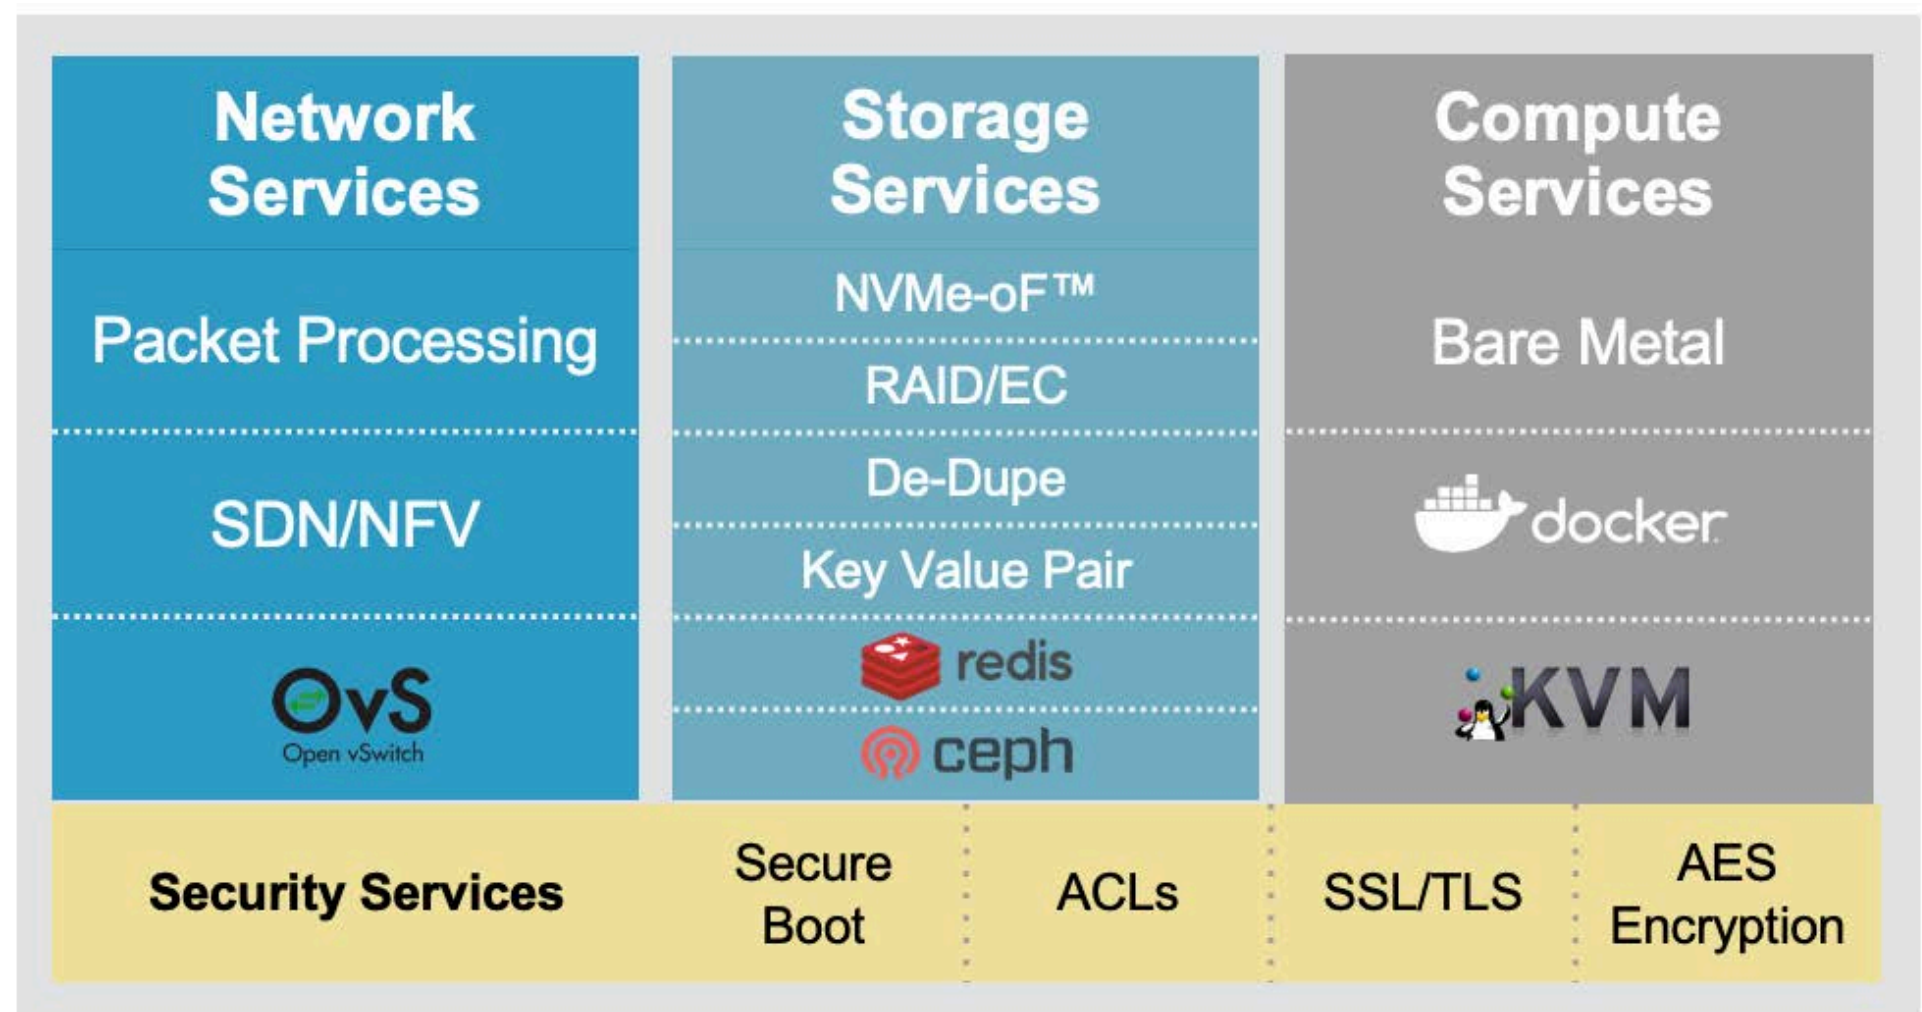 Network
Services
Packet Processing
SDN/NFV
OvS
Open vSwitch
Storage
Services
NVMe-oF™
RAID/EC
De-Dupe
Key Value Pair
redis
ceph
Compute
Services
Bare Metal
docker
KVM
Security Services
Secure
Boot
ACLs
SSL/TLS
AES
Encryption